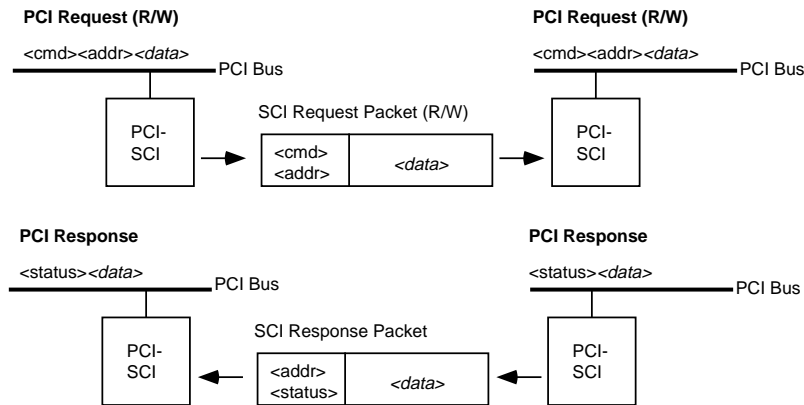 PCI Request (R/W)
PCI Request (R/W)
<cmd><addr><data>
PCI Bus
<cmd><addr><data>
PCI Bus
SCI Request Packet (R/W)
PCI-
SCI
<cmd>
<addr>
<data>
PCI-
SCI
PCI Response
PCI Response
<status><data>
PCI Bus
<status><data>
PCI Bus
SCI Response Packet
PCI-
SCI
<addr>
<status>
<data>
PCI-
SCI